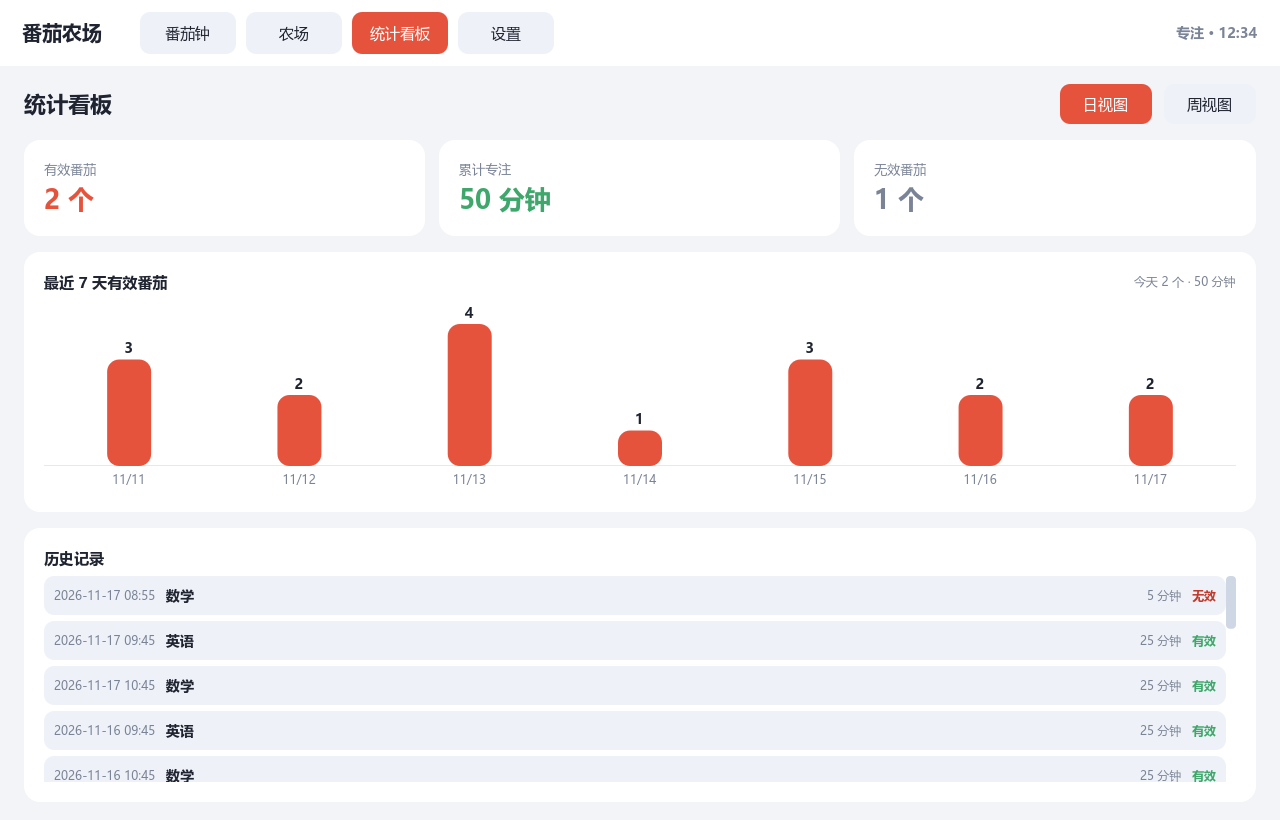 番茄农场 番茄钟 农场 统计看板 设置 专注 • 12:34
统计看板 日视图 周视图
有效番茄 累计专注 无效番茄
2 个 50 分钟 1 个
最近 7 天有效番茄 今天 2 个 · 50 分钟
3 2 4 1 3 2 2
11/11 11/12 11/13 11/14 11/15 11/16 11/17
历史记录
2026-11-17 08:55 数学 5 分钟 无效
2026-11-17 09:45 英语 25 分钟 有效
2026-11-17 10:45 数学 25 分钟 有效
2026-11-16 09:45 英语 25 分钟 有效
2026-11-16 10:45 数学 25 分钟 有效